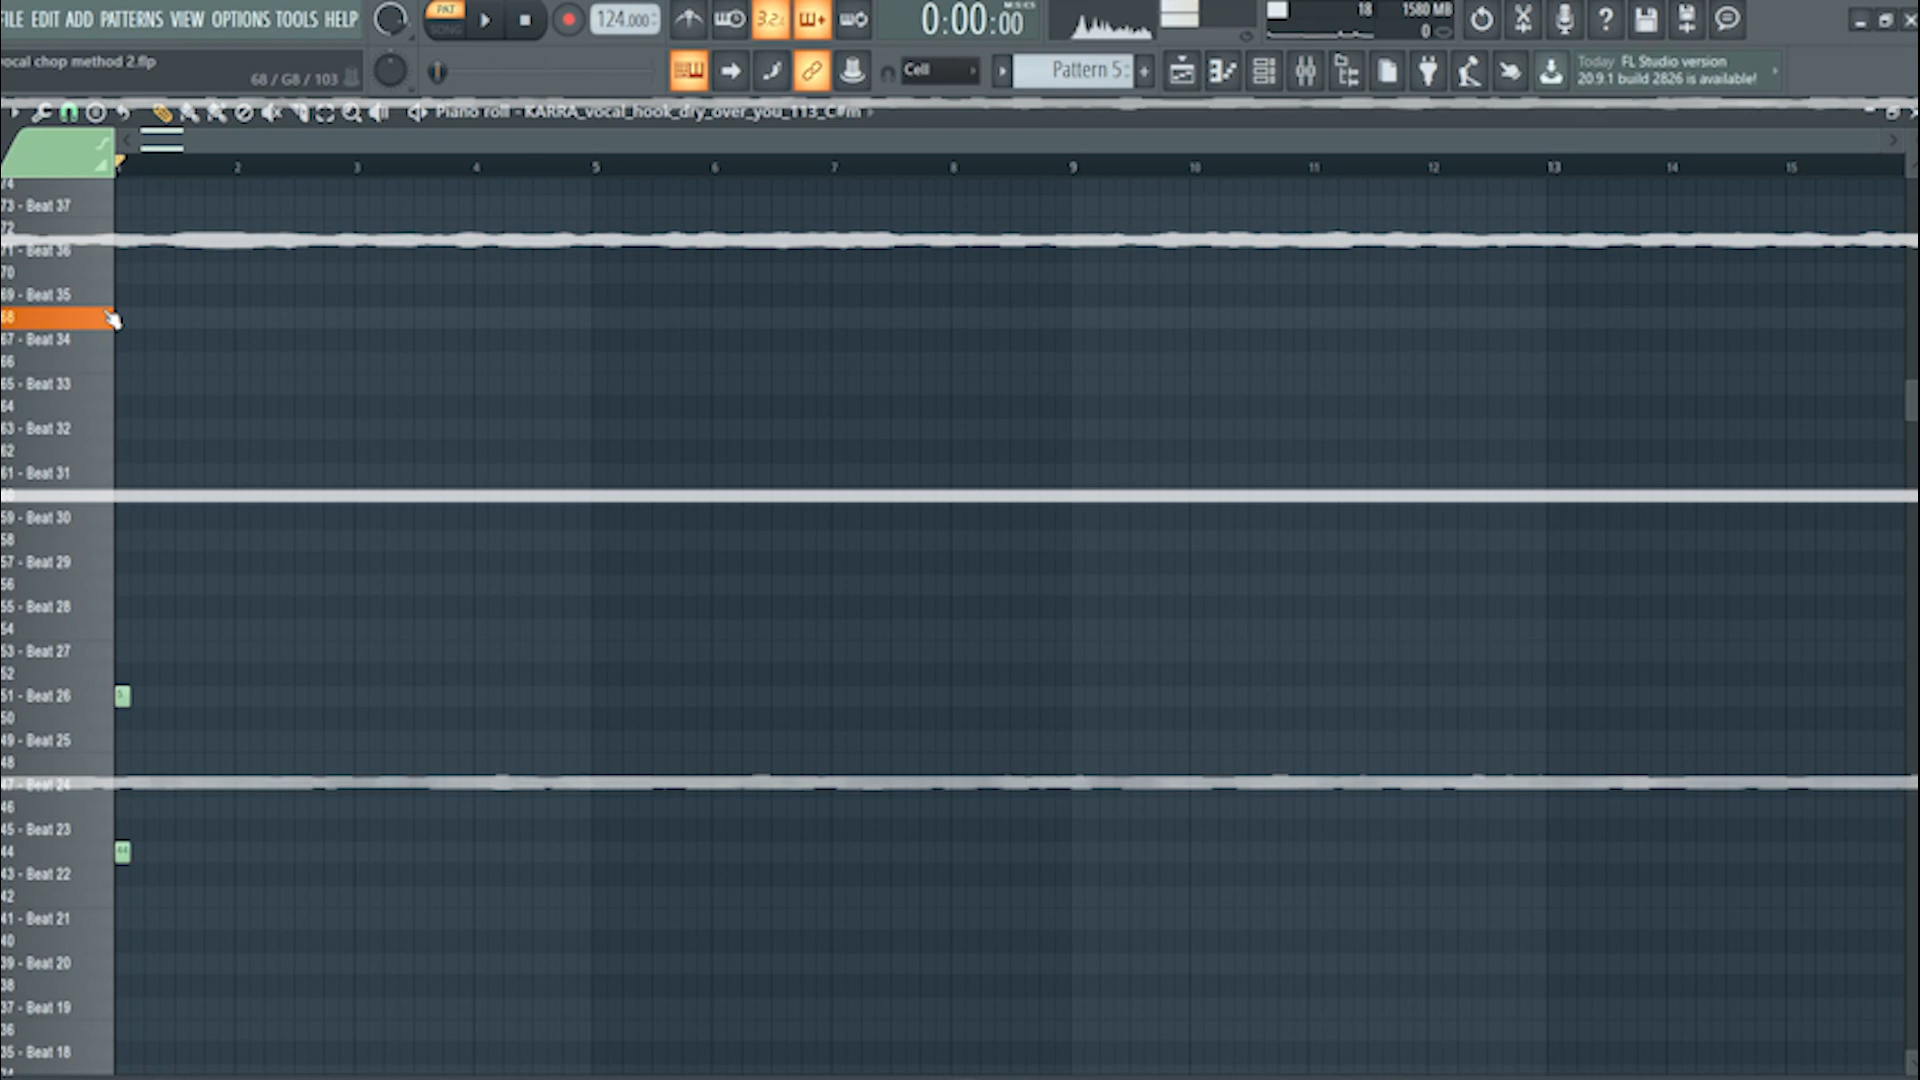 FILE EDIT ADD PATTERNS VIEW OPTIONS TOOLS HELP
PAT
SONG
124.000
3.2
0:00:00
M:S:CS
18
1580 MB
0
vocal chop method 2.flp
68 / G8 / 103
Cell
Pattern 5
Today FL Studio version
20.9.1 build 2826 is available!
Piano roll - KARRA_vocal_hook_dry_over_you_113_C#m
2 3 4 5 6 7 8 9 10 11 12 13 14 15
74
73 - Beat 37
72
71 - Beat 36
70
69 - Beat 35
68
67 - Beat 34
66
65 - Beat 33
64
63 - Beat 32
62
61 - Beat 31
59 - Beat 30
58
57 - Beat 29
56
55 - Beat 28
54
53 - Beat 27
52
51 - Beat 26
50
49 - Beat 25
48
47 - Beat 24
46
45 - Beat 23
44
44
43 - Beat 22
42
41 - Beat 21
40
39 - Beat 20
38
37 - Beat 19
36
35 - Beat 18